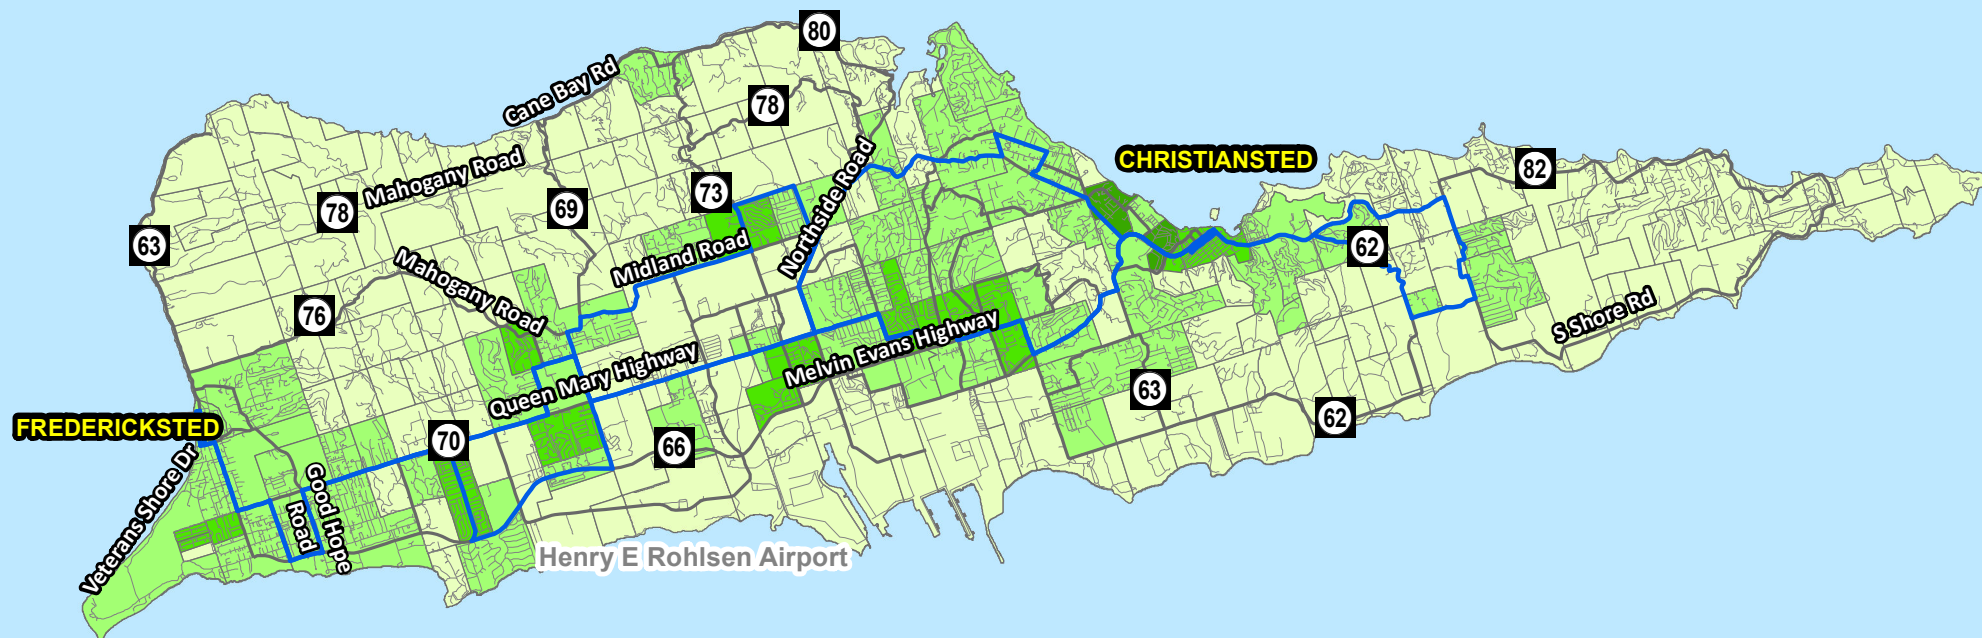 80
Cane Bay Rd
78
Northside Road
CHRISTIANSTED
82
Mahogany Road
78
69
73
63
Midland Road
62
Mahogany Road
76
S Shore Rd
Queen Mary Highway
Melvin Evans Highway
63
62
FREDERICKSTED
70
66
Veterans Shore Dr
Good Hope
Road
Henry E Rohlsen Airport